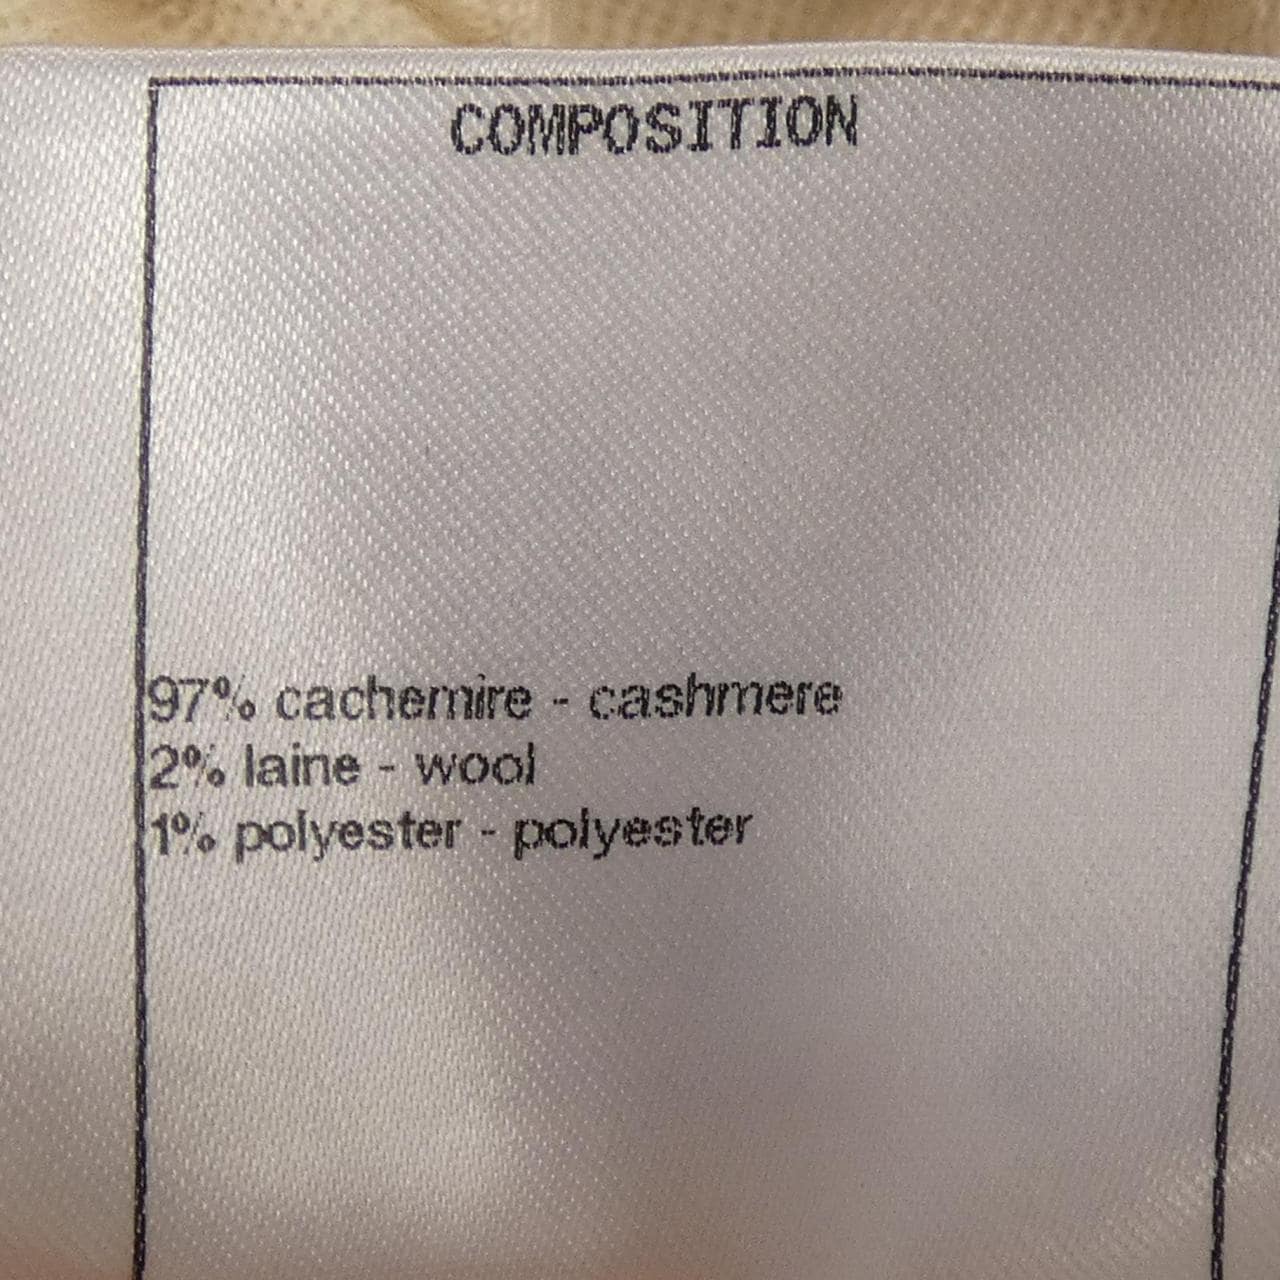 COMPOSITION
97% cachemire - cashmere
2% laine - wool
1% polyester - polyester